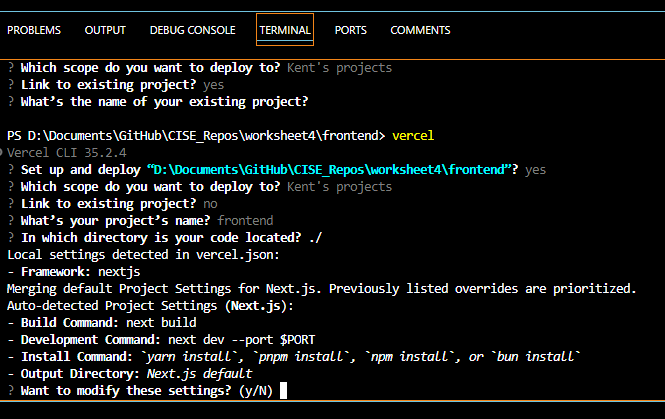 PROBLEMS OUTPUT DEBUG CONSOLE TERMINAL PORTS COMMENTS
? Which scope do you want to deploy to? Kent's projects
? Link to existing project? yes
? What’s the name of your existing project?
PS D:\Documents\GitHub\CISE_Repos\worksheet4\frontend> vercel
Vercel CLI 35.2.4
? Set up and deploy “D:\Documents\GitHub\CISE_Repos\worksheet4\frontend”? yes
? Which scope do you want to deploy to? Kent's projects
? Link to existing project? no
? What’s your project’s name? frontend
? In which directory is your code located? ./
Local settings detected in vercel.json:
- Framework: nextjs
Merging default Project Settings for Next.js. Previously listed overrides are prioritized.
Auto-detected Project Settings (Next.js):
- Build Command: next build
- Development Command: next dev --port $PORT
- Install Command: `yarn install`, `pnpm install`, `npm install`, or `bun install`
- Output Directory: Next.js default
? Want to modify these settings? (y/N)